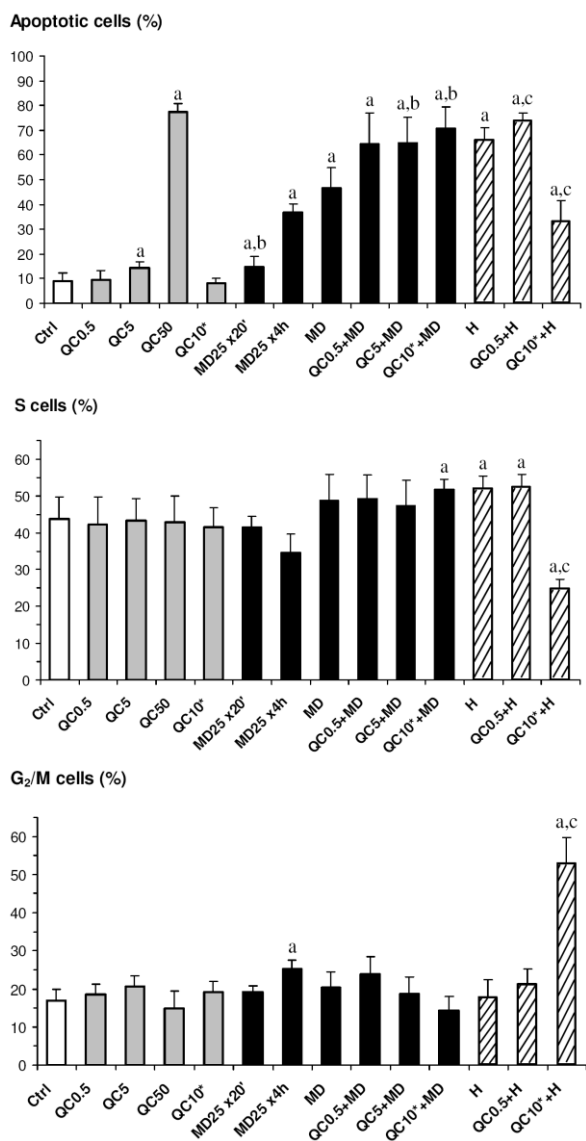 Apoptotic cells (%)
100
90
80
70
60
50
40
30
20
10
0
a
a
a,b
a
a
a
a,b
a,b
a
a,c
a,c
Ctrl
QC0.5
QC5
QC50
QC10*
MD25 x20'
MD25 x4h
MD
QC0.5+MD
QC5+MD
QC10*+MD
H
QC0.5+H
QC10*+H
S cells (%)
60
50
40
30
20
10
0
a
a
a
a,c
Ctrl
QC0.5
QC5
QC50
QC10*
MD25 x20'
MD25 x4h
MD
QC0.5+MD
QC5+MD
QC10*+MD
H
QC0.5+H
QC10*+H
G₂/M cells (%)
60
50
40
30
20
10
0
a
a,c
Ctrl
QC0.5
QC5
QC50
QC10*
MD25 x20'
MD25 x4h
MD
QC0.5+MD
QC5+MD
QC10*+MD
H
QC0.5+H
QC10*+H